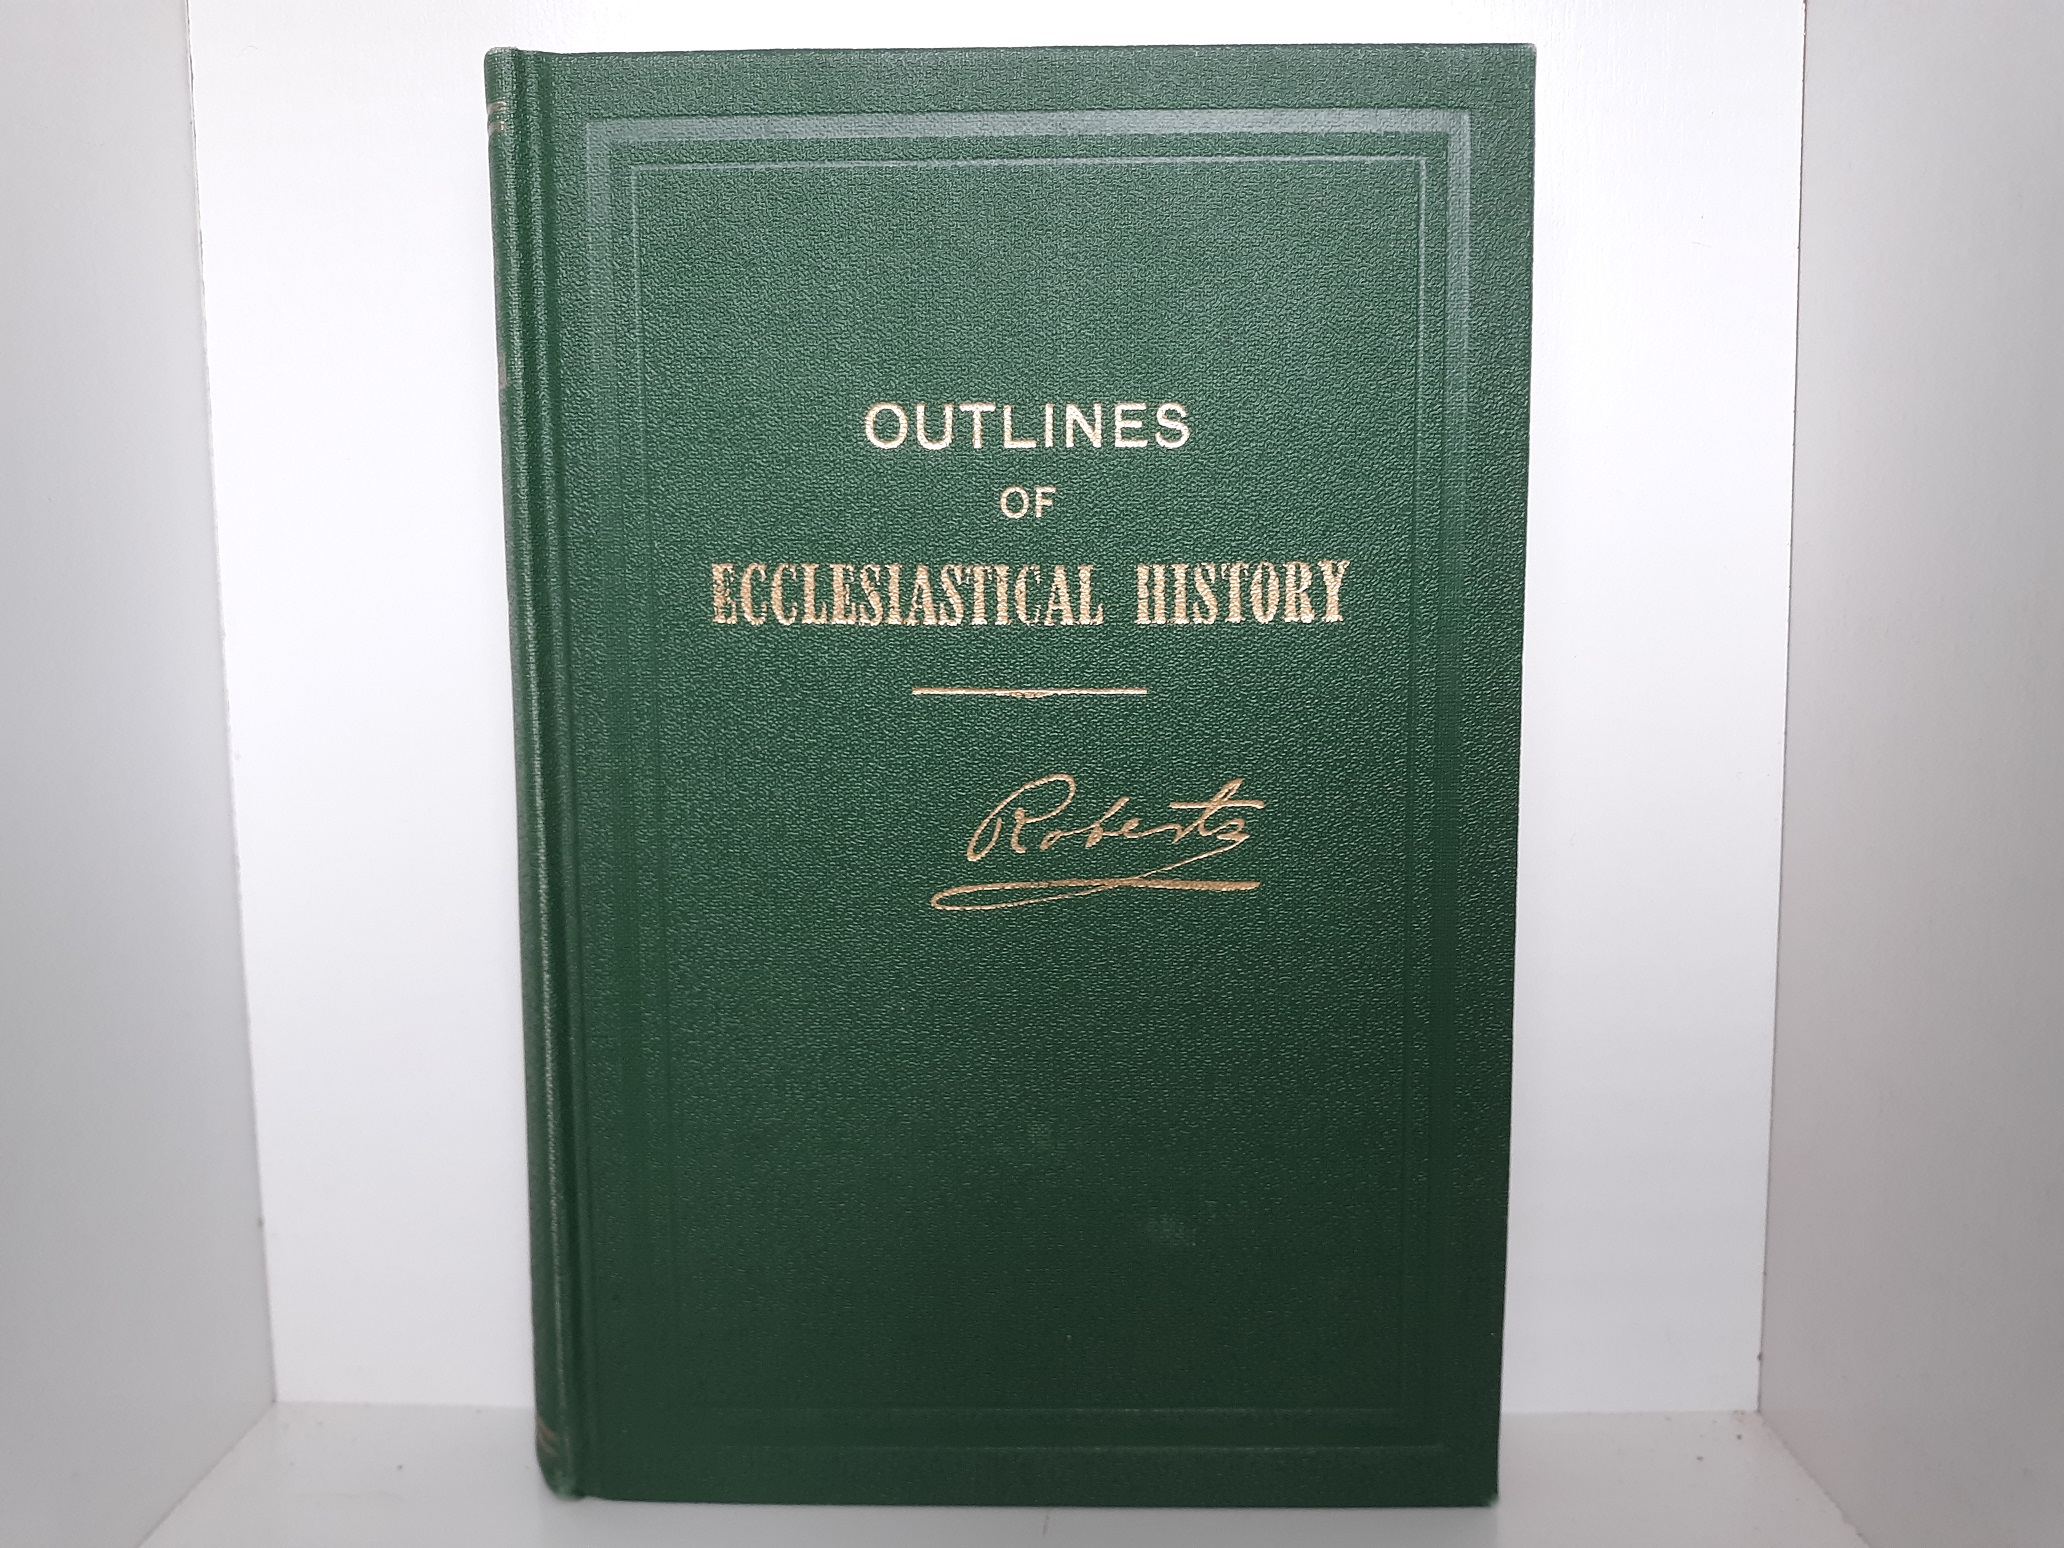 OUTLINES
OF
ECCLESIASTICAL HISTORY
Roberts